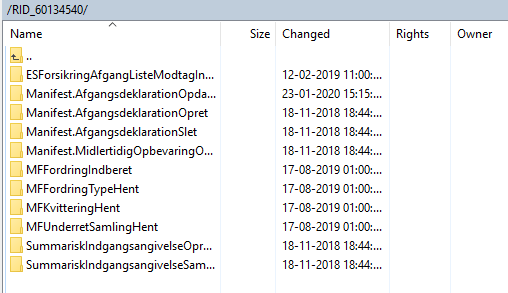 /RID_60134540/
Name Size Changed Rights Owner
..
ESForsikringAfgangListeModtagIn... 12-02-2019 11:00:...
Manifest.AfgangsdeklarationOpda... 23-01-2020 15:15:...
Manifest.AfgangsdeklarationOpret 18-11-2018 18:44:...
Manifest.AfgangsdeklarationSlet 18-11-2018 18:44:...
Manifest.MidlertidigOpbevaringO... 18-11-2018 18:44:...
MFFordringIndberet 17-08-2019 01:00:...
MFFordringTypeHent 17-08-2019 01:00:...
MFKvitteringHent 17-08-2019 01:00:...
MFUnderretSamlingHent 17-08-2019 01:00:...
SummariskIndgangsangivelseOpr... 18-11-2018 18:44:...
SummariskIndgangsangivelseSam... 18-11-2018 18:44:...